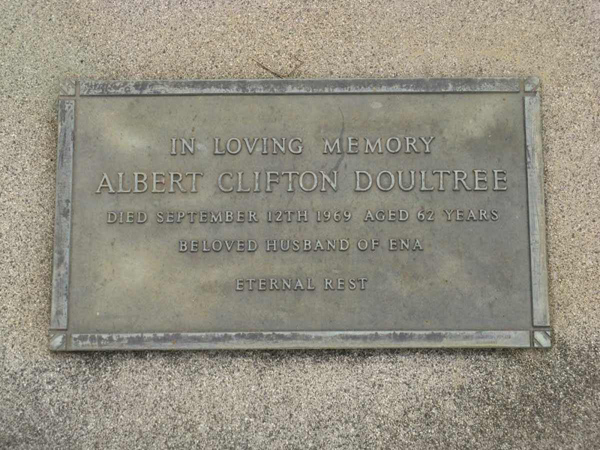 IN LOVING MEMORY
ALBERT CLIFTON DOULTREE
DIED SEPTEMBER 12TH 1969 AGED 62 YEARS
BELOVED HUSBAND OF ENA
ETERNAL REST